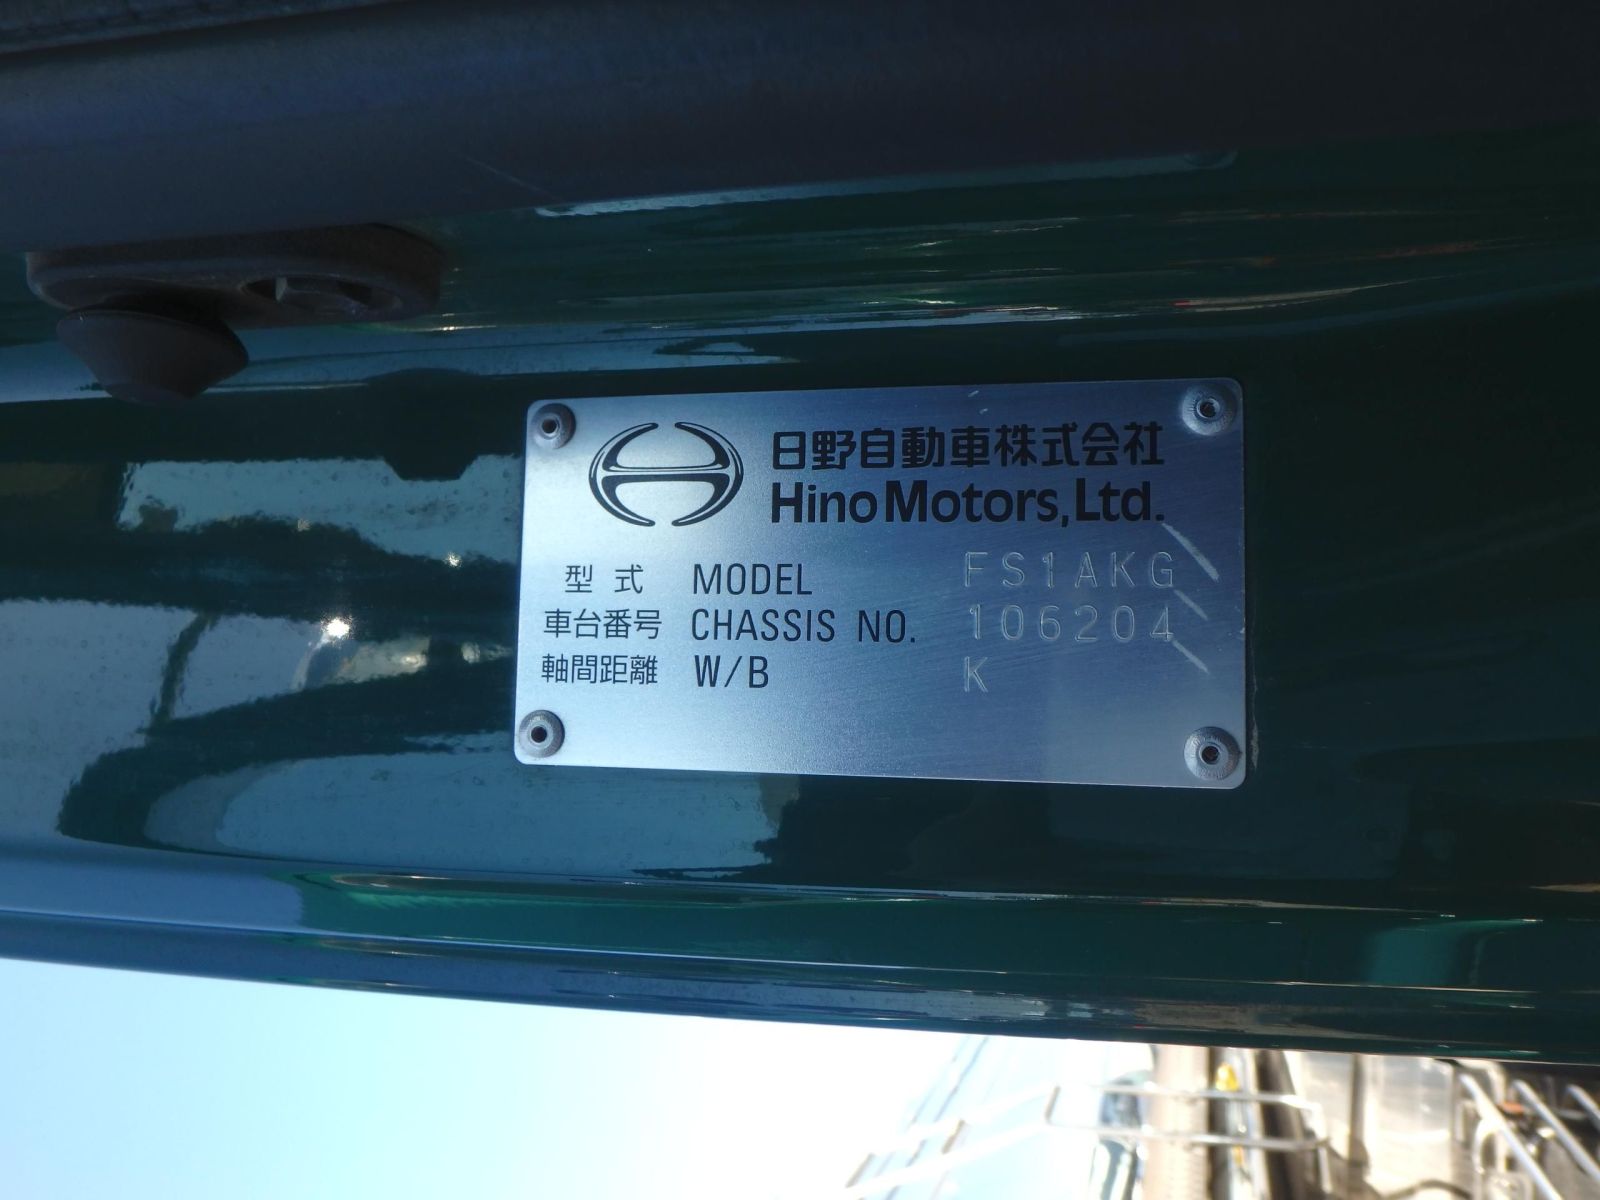 日野自動車株式会社
Hino Motors, Ltd.
型式 MODEL FS1AKG
車台番号 CHASSIS NO. 106204
軸間距離 W/B K